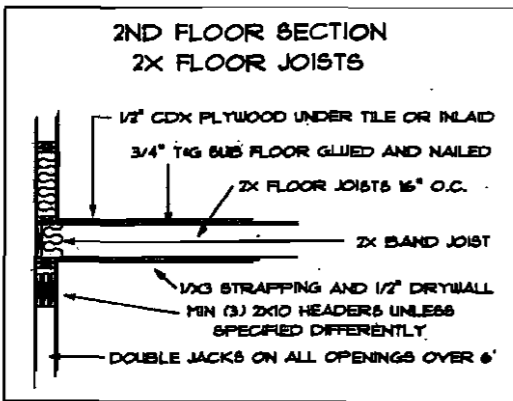 2ND FLOOR SECTION
2X FLOOR JOISTS
1/2" CDX PLYWOOD UNDER TILE OR INLAID
3/4" T&G SUB FLOOR GLUED AND NAILED
2X FLOOR JOISTS 16" O.C.
2X BAND JOIST
1X3 STRAPPING AND 1/2" DRYWALL
MIN (3) 2X10 HEADERS UNLESS
SPECIFIED DIFFERENTLY
DOUBLE JACKS ON ALL OPENINGS OVER 6'